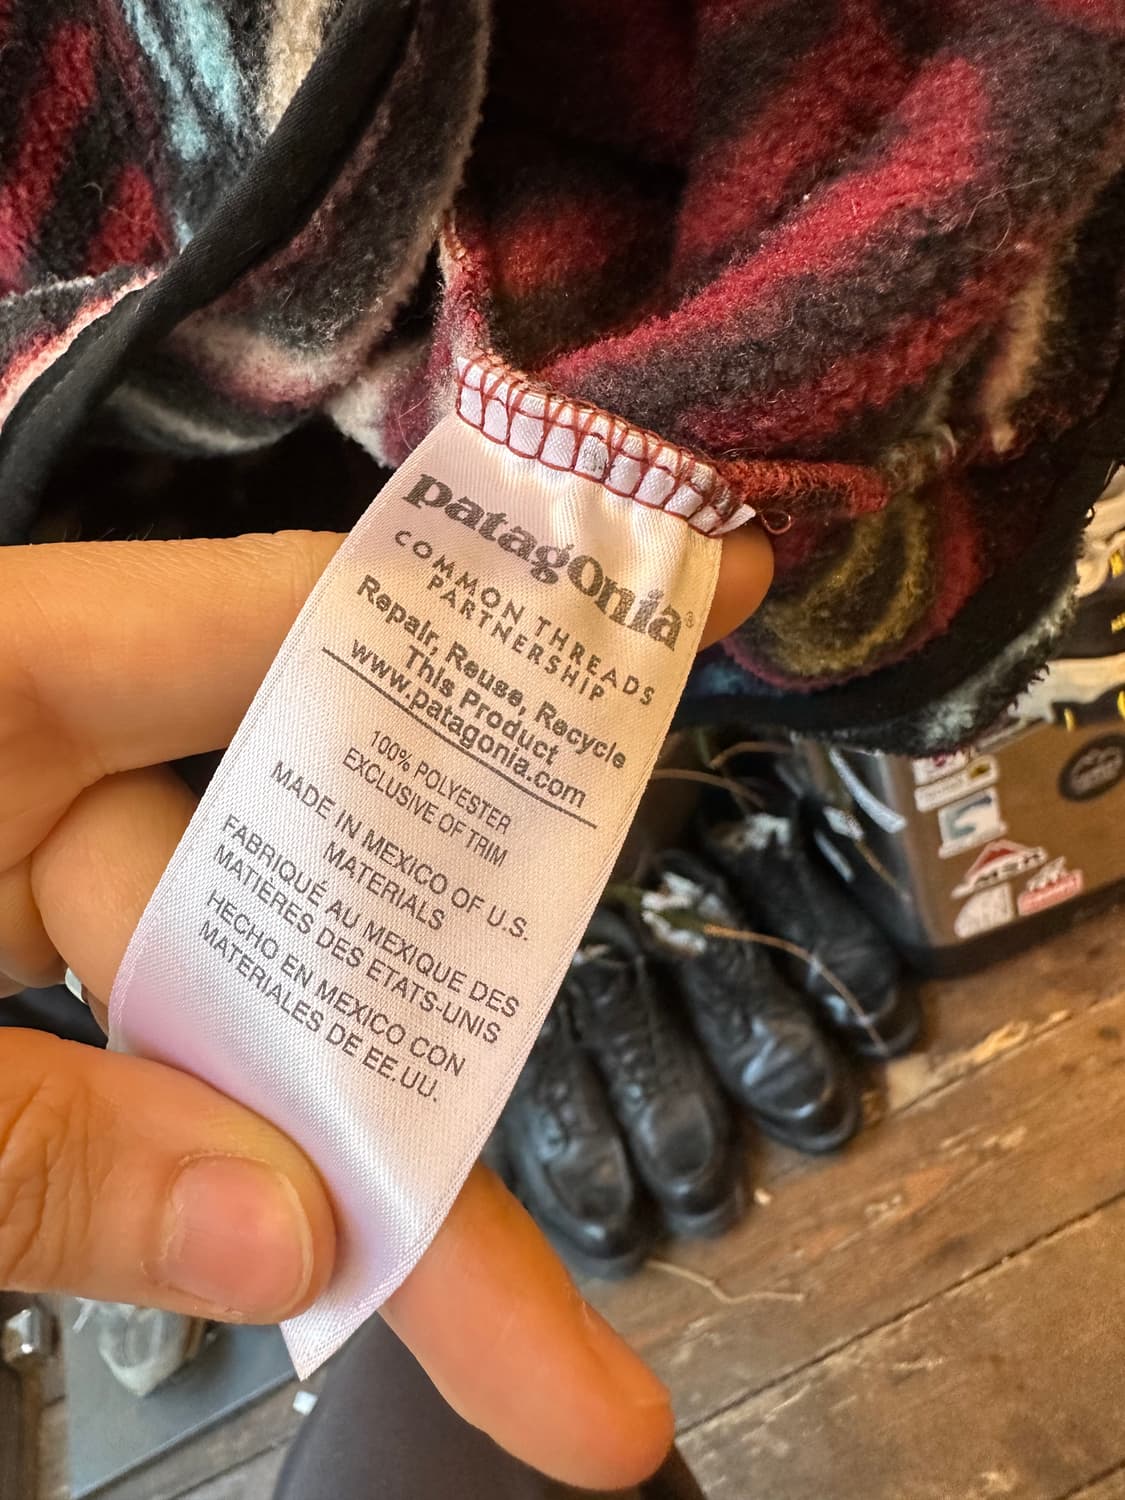 patagonia®
COMMON THREADS
PARTNERSHIP
Repair, Reuse, Recycle
This Product
www.patagonia.com
100% POLYESTER
EXCLUSIVE OF TRIM
MADE IN MEXICO OF U.S.
MATERIALS
FABRIQUÉ AU MEXIQUE DES
MATIÈRES DES ETATS-UNIS
HECHO EN MEXICO CON
MATERIALES DE EE.UU.
MSR